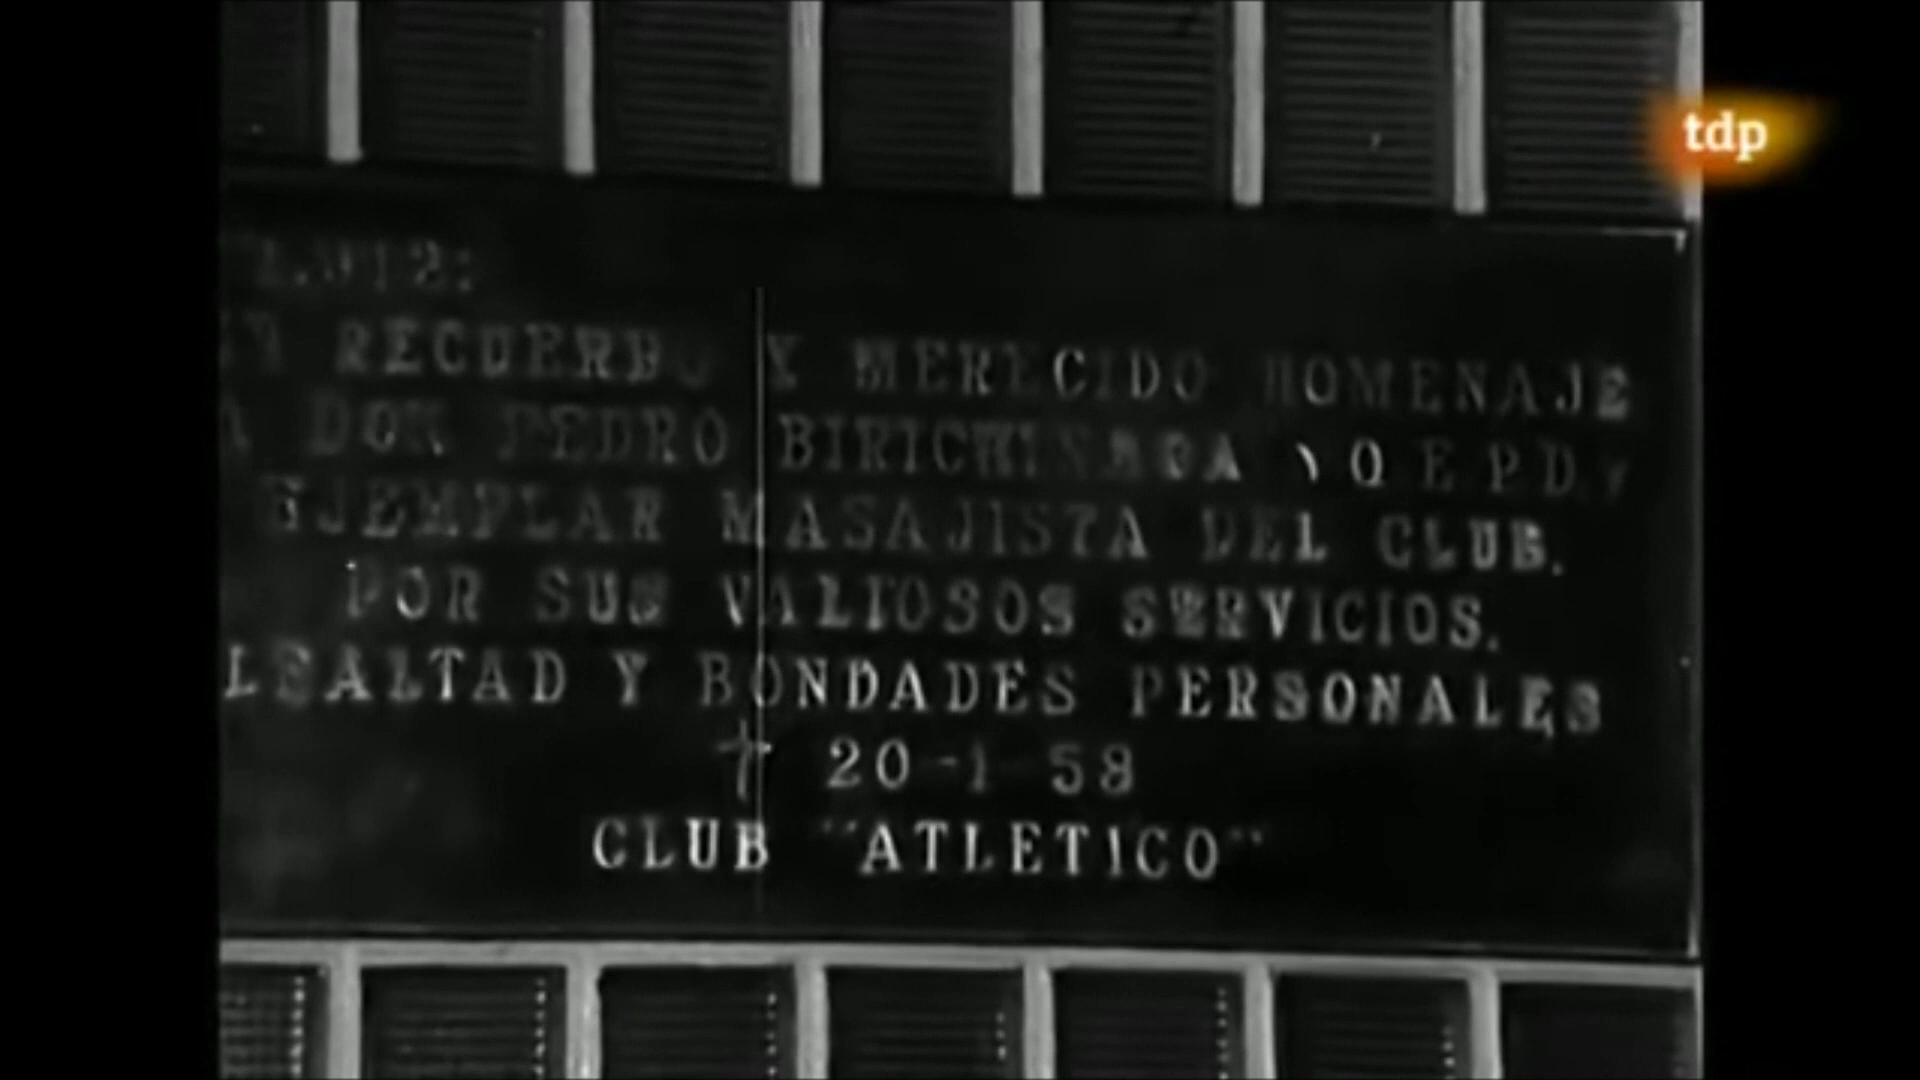 tdp
RECUERDO Y MERECIDO HOMENAJE
A DON PEDRO (Q E P D)
EJEMPLAR MASAJISTA DEL CLUB.
POR SUS VALIOSOS SERVICIOS.
LEALTAD Y BONDADES PERSONALES
† 20-1-58
CLUB "ATLETICO"